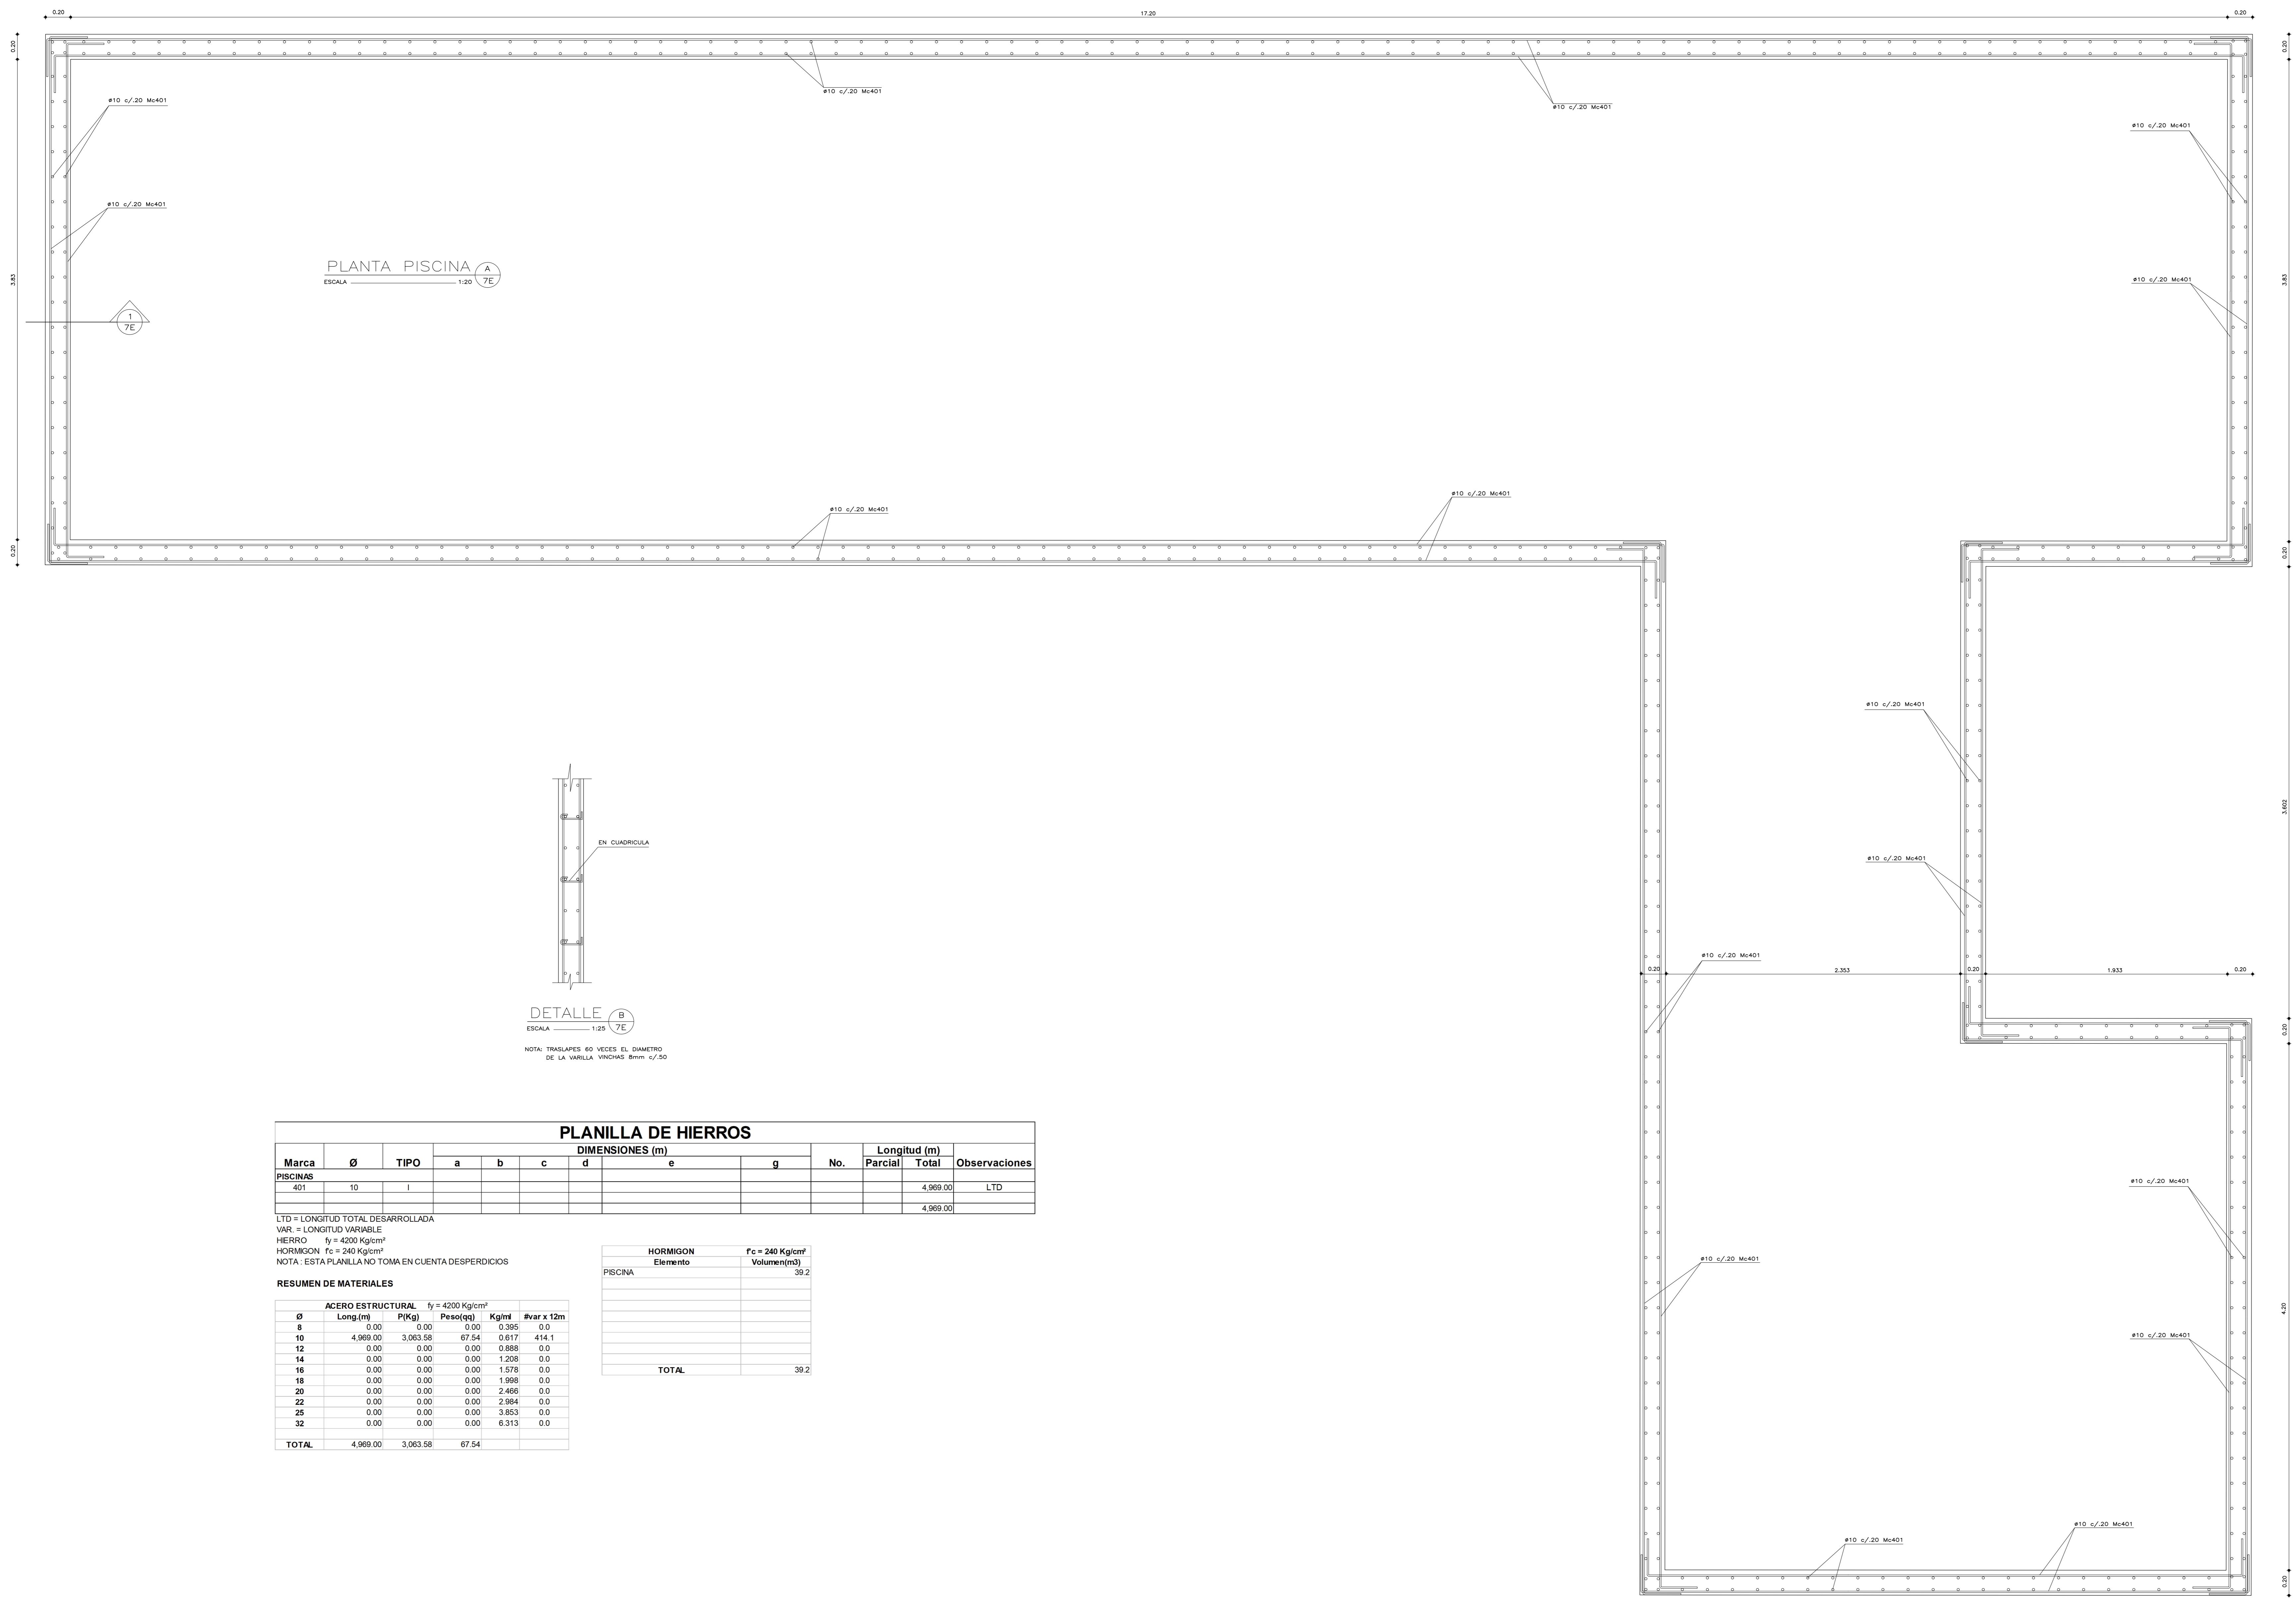 0.20
17.20
0.20
0.20
0.20
ø10 c/.20 Mc401
ø10 c/.20 Mc401
ø10 c/.20 Mc401
ø10 c/.20 Mc401
ø10 c/.20 Mc401
PLANTA PISCINA
A
7E
ESCALA
1:20
3.83
3.83
ø10 c/.20 Mc401
1
7E
ø10 c/.20 Mc401
ø10 c/.20 Mc401
0.20
0.20
ø10 c/.20 Mc401
3.602
EN CUADRICULA
ø10 c/.20 Mc401
ø10 c/.20 Mc401
0.20
2.353
0.20
1.933
0.20
DETALLE
B
7E
ESCALA
1:25
0.20
NOTA: TRASLAPES 60 VECES EL DIAMETRO
DE LA VARILLA VINCHAS 8mm c/.50
PLANILLA DE HIERROS
DIMENSIONES (m)
Longitud (m)
Marca Ø TIPO a b c d e g No. Parcial Total Observaciones
PISCINAS
401 10 I 4,969.00 LTD
4,969.00
LTD = LONGITUD TOTAL DESARROLLADA
VAR. = LONGITUD VARIABLE
HIERRO fy = 4200 Kg/cm²
HORMIGON f'c = 240 Kg/cm²
NOTA : ESTA PLANILLA NO TOMA EN CUENTA DESPERDICIOS
RESUMEN DE MATERIALES
ACERO ESTRUCTURAL fy = 4200 Kg/cm²
Ø Long.(m) P(Kg) Peso(qq) Kg/ml #var x 12m
8 0.00 0.00 0.00 0.395 0.0
10 4,969.00 3,063.58 67.54 0.617 414.1
12 0.00 0.00 0.00 0.888 0.0
14 0.00 0.00 0.00 1.208 0.0
16 0.00 0.00 0.00 1.578 0.0
18 0.00 0.00 0.00 1.998 0.0
20 0.00 0.00 0.00 2.466 0.0
22 0.00 0.00 0.00 2.984 0.0
25 0.00 0.00 0.00 3.853 0.0
32 0.00 0.00 0.00 6.313 0.0
TOTAL 4,969.00 3,063.58 67.54
HORMIGON f'c = 240 Kg/cm²
Elemento Volumen(m3)
PISCINA 39.2
TOTAL 39.2
ø10 c/.20 Mc401
ø10 c/.20 Mc401
4.20
ø10 c/.20 Mc401
ø10 c/.20 Mc401
ø10 c/.20 Mc401
0.20